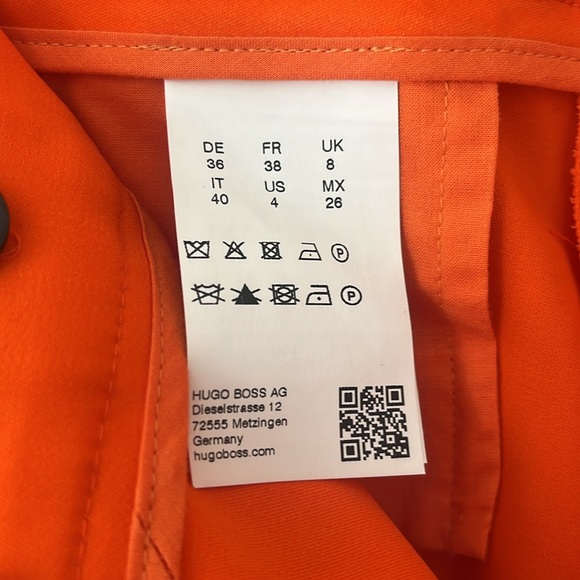 DE FR UK
36 38 8
IT US MX
40 4 26
P
P
HUGO BOSS AG
Dieselstrasse 12
72555 Metzingen
Germany
hugoboss.com